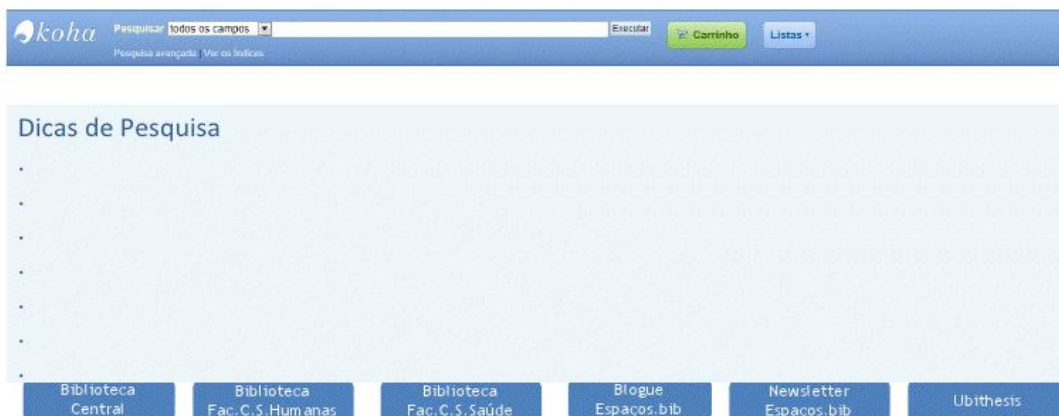 koha Pesquisar todos os campos Executar Carrinho Listas
Pesquisa avançada | Ver os Índices
Dicas de Pesquisa
•
•
•
•
•
•
•
Biblioteca Central
Biblioteca Fac.C.S.Humanas
Biblioteca Fac.C.S.Saúde
Blogue Espaços.bib
Newsletter Espaços.bib
Ubithesis